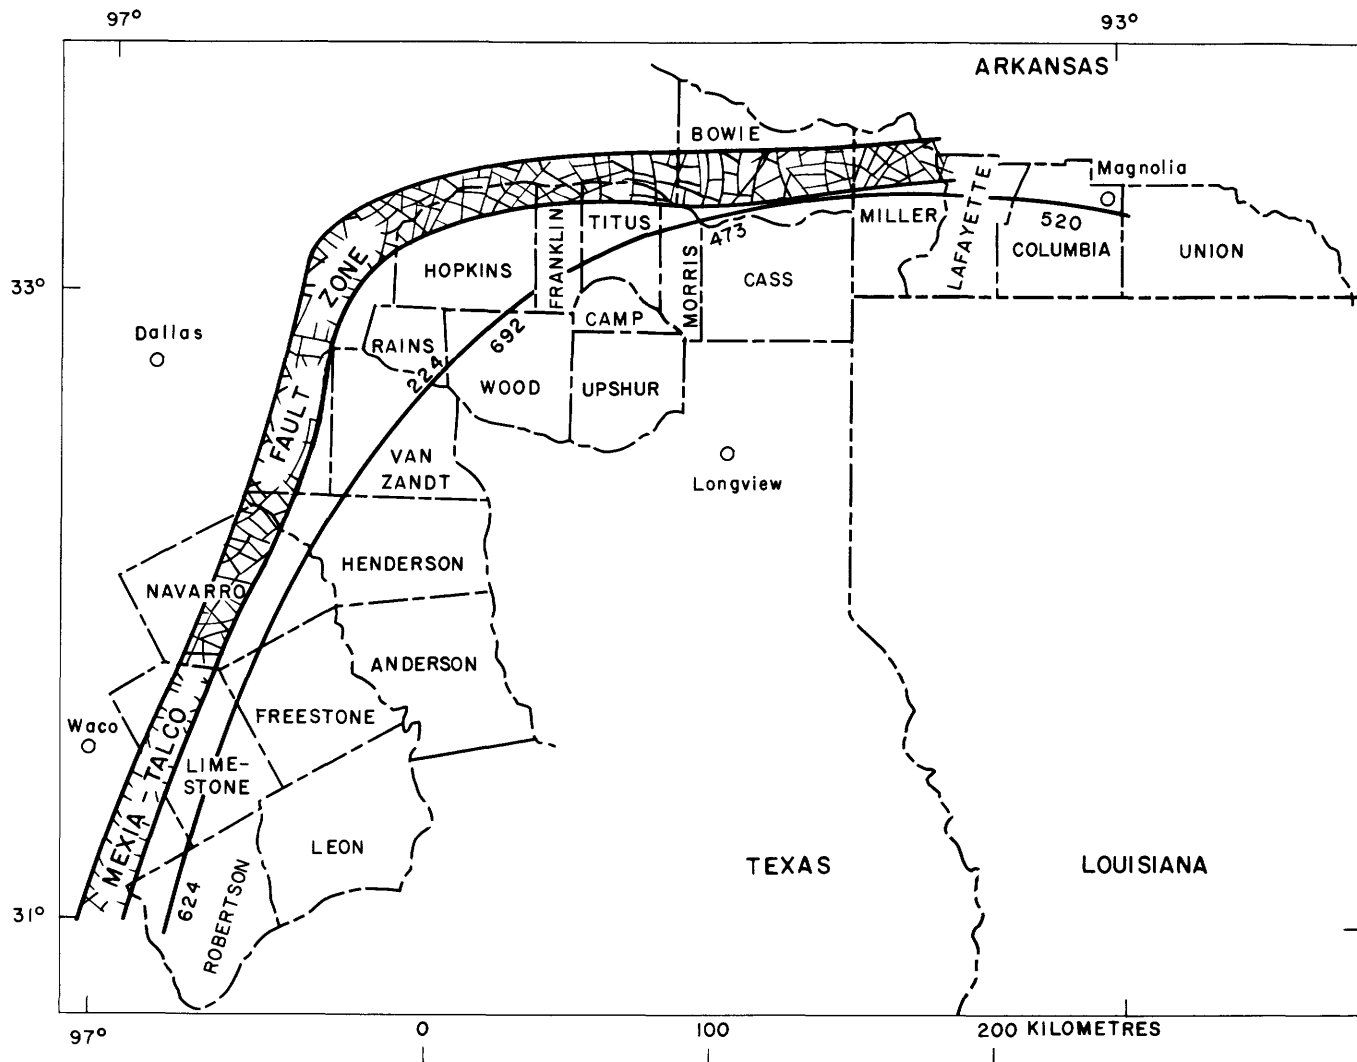 97° 93°
ARKANSAS
BOWIE
Magnolia
TITUS
FRANKLIN
MILLER
LAFAYETTE
520
473
COLUMBIA
UNION
ZONE
HOPKINS
MORRIS
CASS
33°
CAMP
Dallas
RAINS
692
224
WOOD
UPSHUR
FAULT
VAN
ZANDT
Longview
HENDERSON
NAVARRO
ANDERSON
FREESTONE
Waco
MEXIA - TALCO
LIME-
STONE
LEON
TEXAS
LOUISIANA
624
ROBERTSON
31°
97°
0 100 200 KILOMETRES